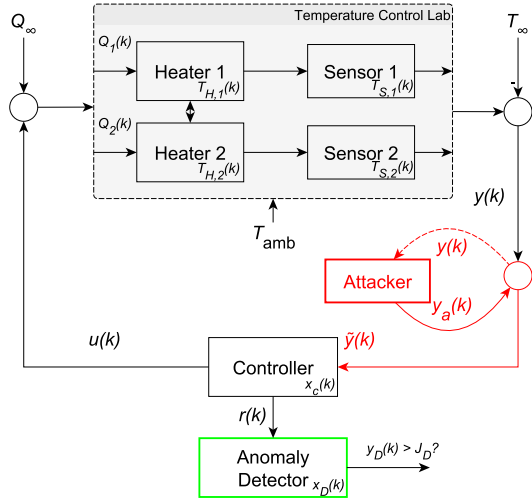 Q∞
Temperature Control Lab
T∞
Q1(k)
Heater 1
TH,1(k)
Sensor 1
TS,1(k)
-
Q2(k)
Heater 2
TH,2(k)
Sensor 2
TS,2(k)
Tamb
y(k)
y(k)
Attacker
ya(k)
u(k)
ỹ(k)
Controller
xc(k)
r(k)
Anomaly
Detector
xD(k)
yD(k) > JD?